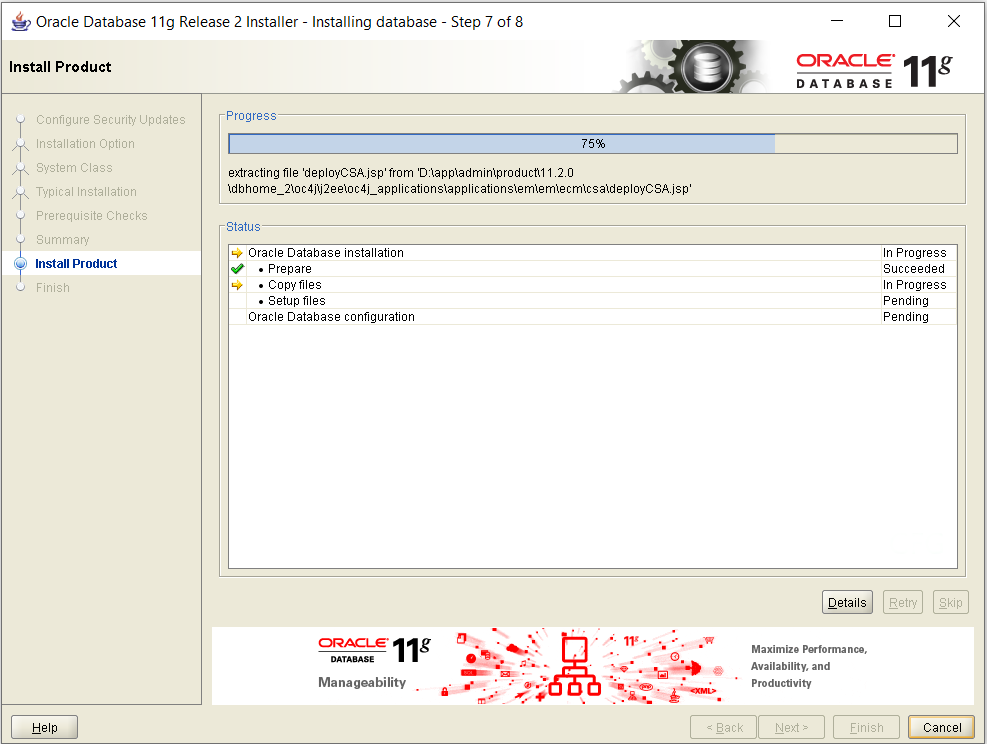 Oracle Database 11g Release 2 Installer - Installing database - Step 7 of 8
Install Product
ORACLE
DATABASE
11g
Configure Security Updates
Installation Option
System Class
Typical Installation
Prerequisite Checks
Summary
Install Product
Finish
Progress
75%
extracting file 'deployCSA.jsp' from 'D:\app\admin\product\11.2.0
\dbhome_2\oc4j\j2ee\oc4j_applications\applications\em\em\ecm\csa\deployCSA.jsp'
Status
Oracle Database installation In Progress
• Prepare Succeeded
• Copy files In Progress
• Setup files Pending
Oracle Database configuration Pending
Details Retry Skip
ORACLE
DATABASE
11g
Manageability
11g
<XML>
Maximize Performance,
Availability, and
Productivity
Help < Back Next > Finish Cancel